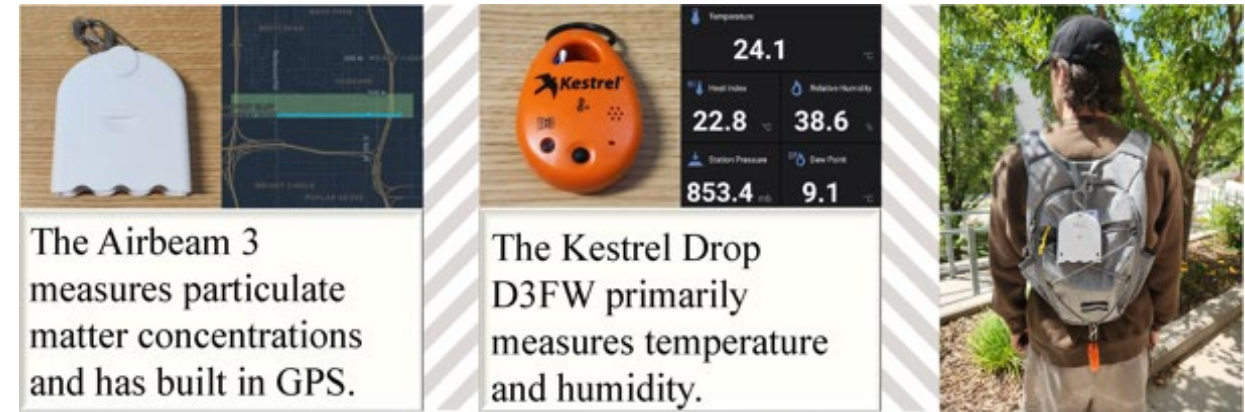 The Airbeam 3
measures particulate
matter concentrations
and has built in GPS.
Kestrel
Temperature
24.1 °C
Heat Index
22.8 °C
Relative Humidity
38.6 %
Station Pressure
853.4 mb
Dew Point
9.1 °C
The Kestrel Drop
D3FW primarily
measures temperature
and humidity.